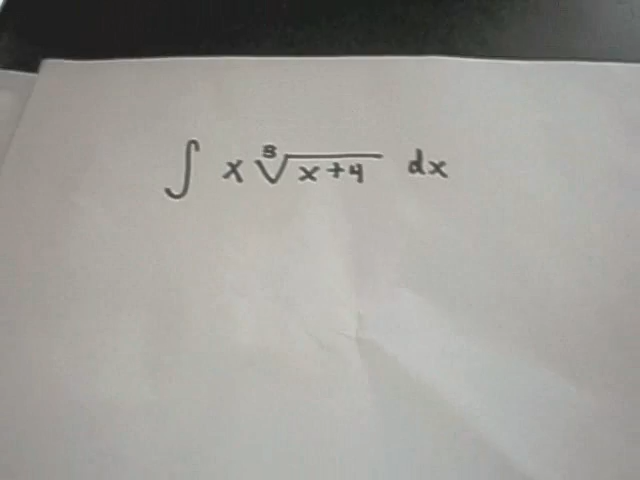 ∫ x ∛(x+4) dx